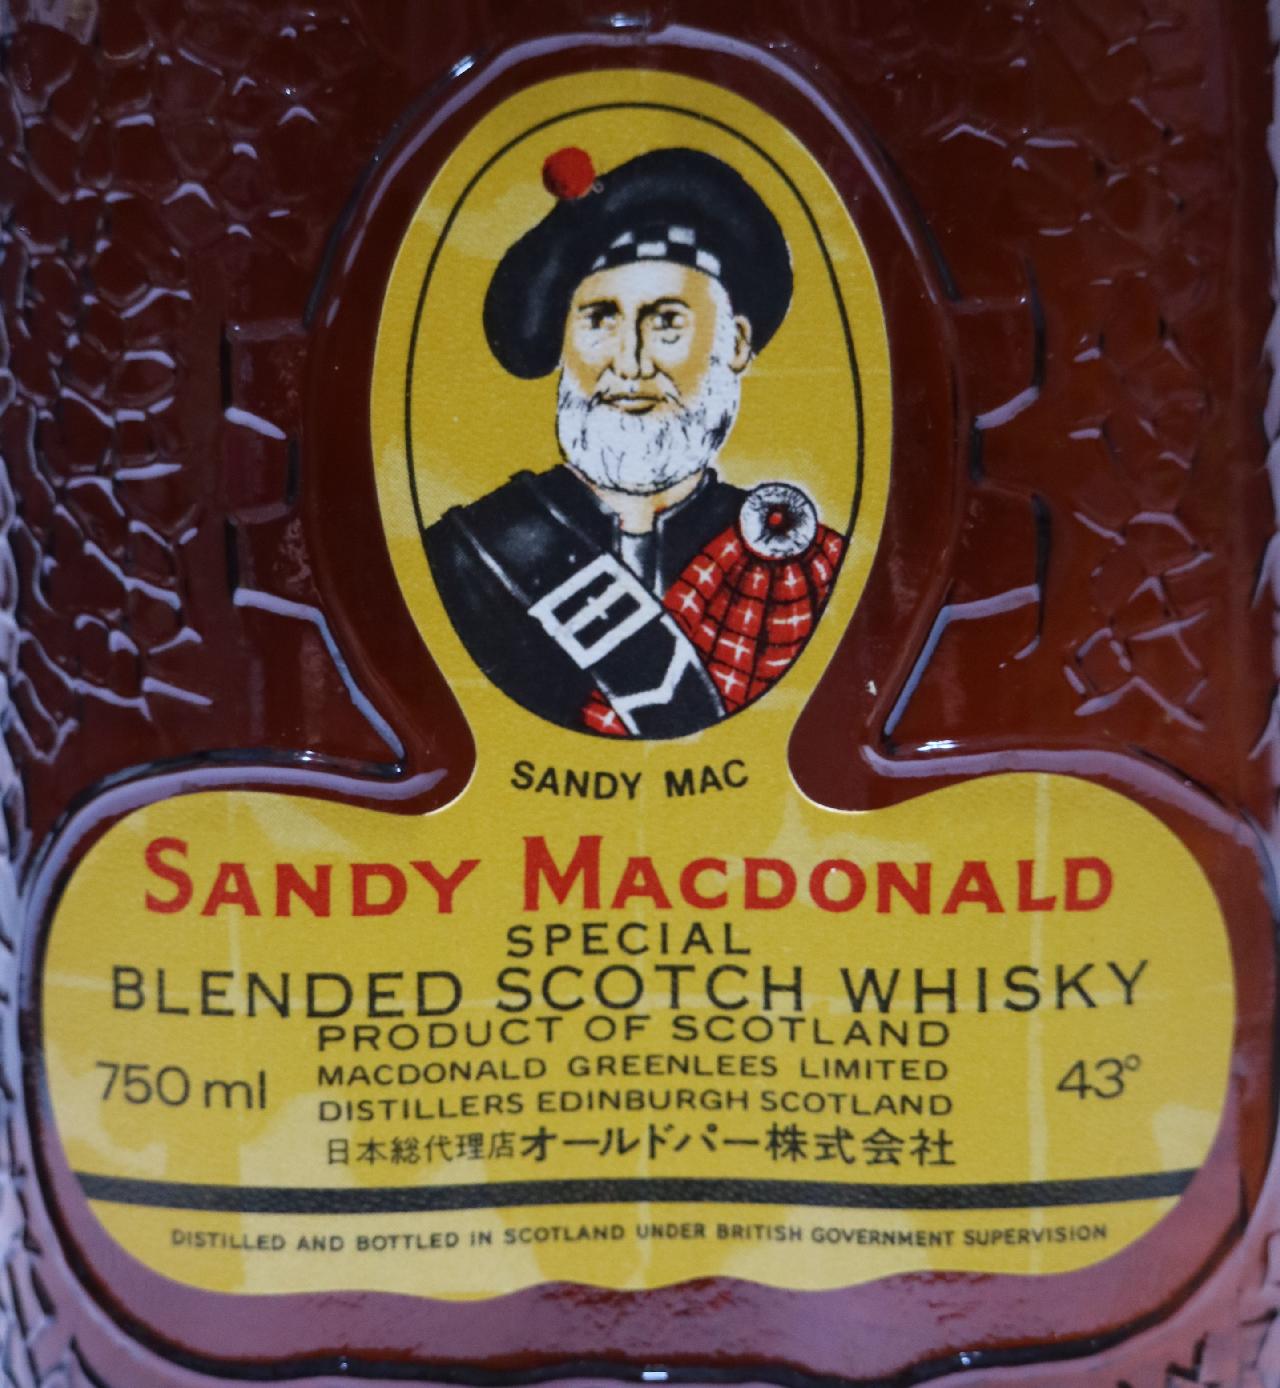 SANDY MAC
SANDY MACDONALD
SPECIAL
BLENDED SCOTCH WHISKY
PRODUCT OF SCOTLAND
750 ml
MACDONALD GREENLEES LIMITED
43°
DISTILLERS EDINBURGH SCOTLAND
日本総代理店オールドパー株式会社
DISTILLED AND BOTTLED IN SCOTLAND UNDER BRITISH GOVERNMENT SUPERVISION